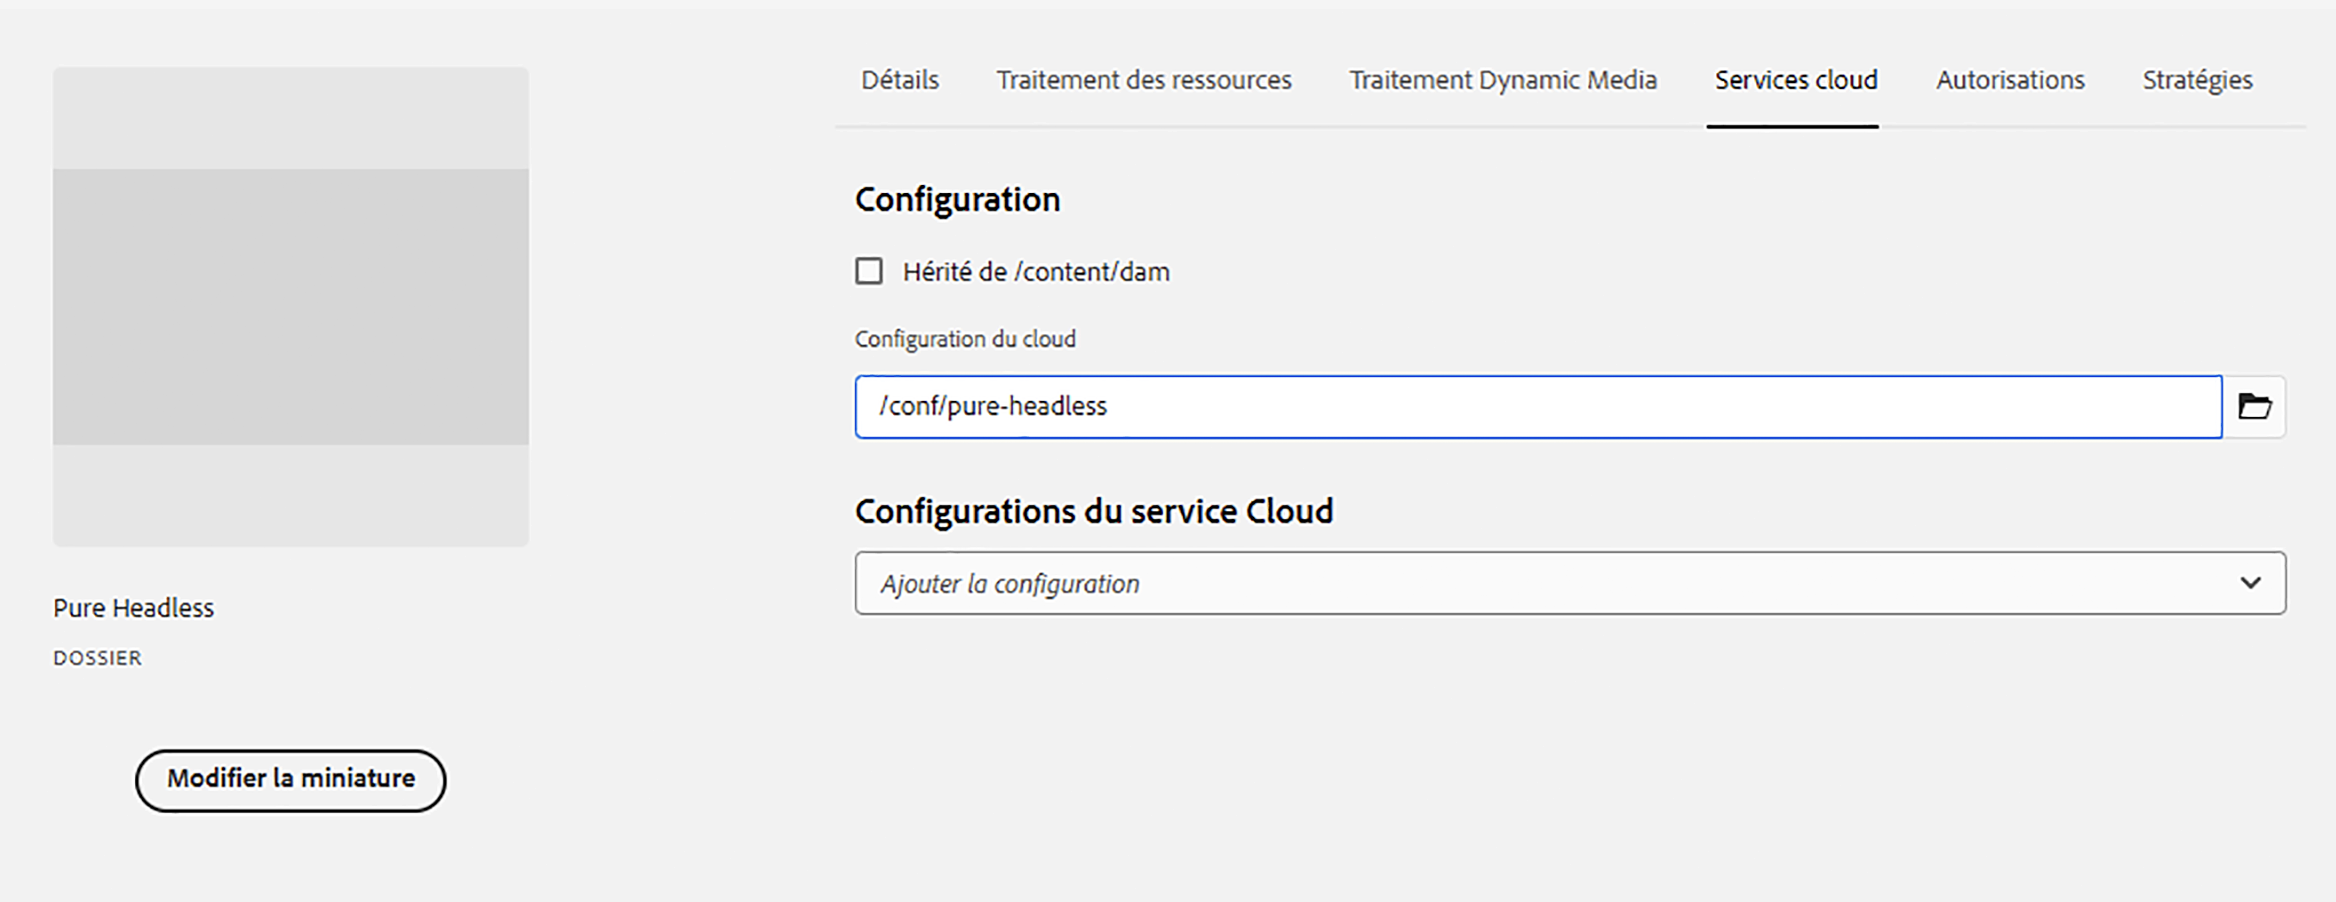 Détails
Traitement des ressources
Traitement Dynamic Media
Services cloud
Autorisations
Stratégies
Configuration
Hérité de /content/dam
Configuration du cloud
/conf/pure-headless
Configurations du service Cloud
Ajouter la configuration
Pure Headless
DOSSIER
Modifier la miniature